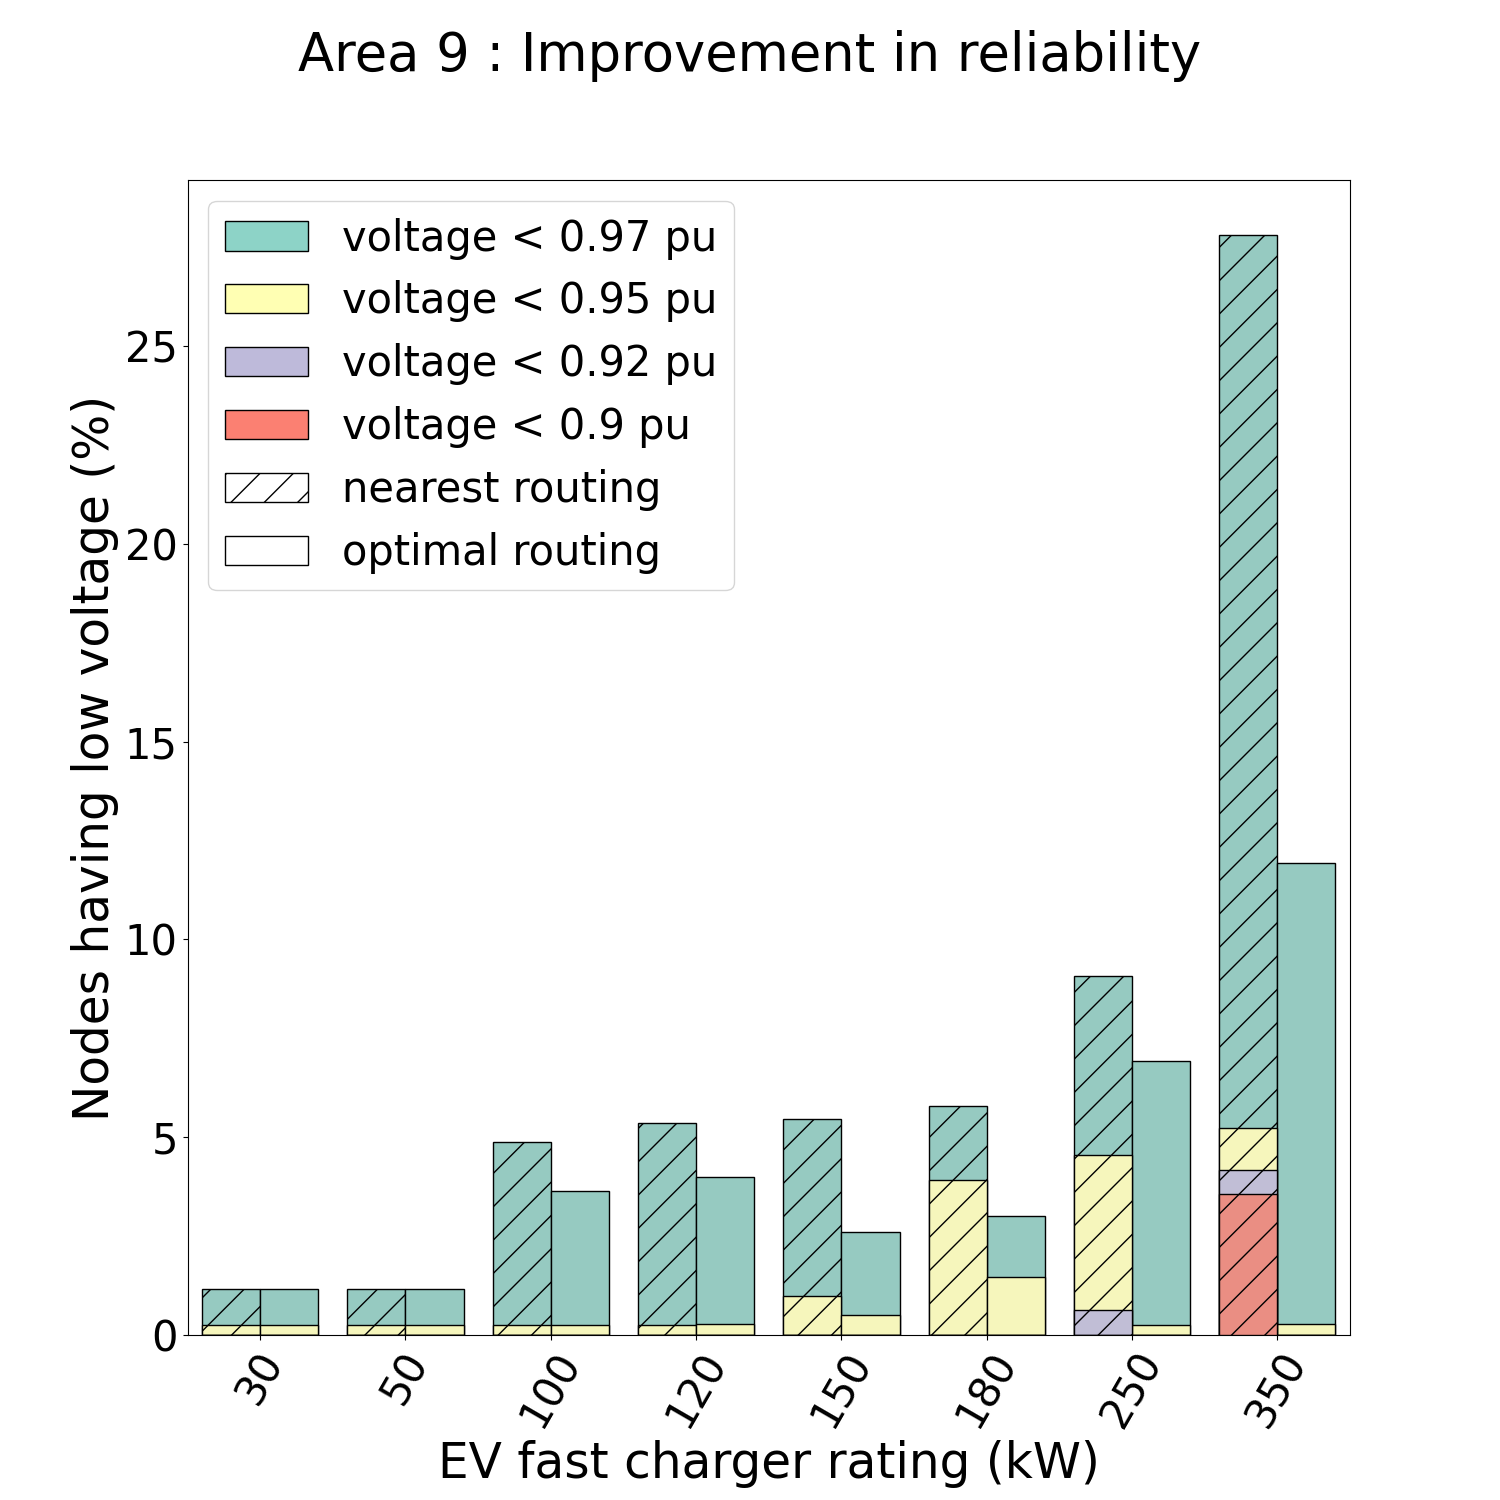 Area 9 : Improvement in reliability
voltage < 0.97 pu
voltage < 0.95 pu
voltage < 0.92 pu
voltage < 0.9 pu
nearest routing
optimal routing
Nodes having low voltage (%)
25
20
15
10
5
0
30
50
100
120
150
180
250
350
EV fast charger rating (kW)